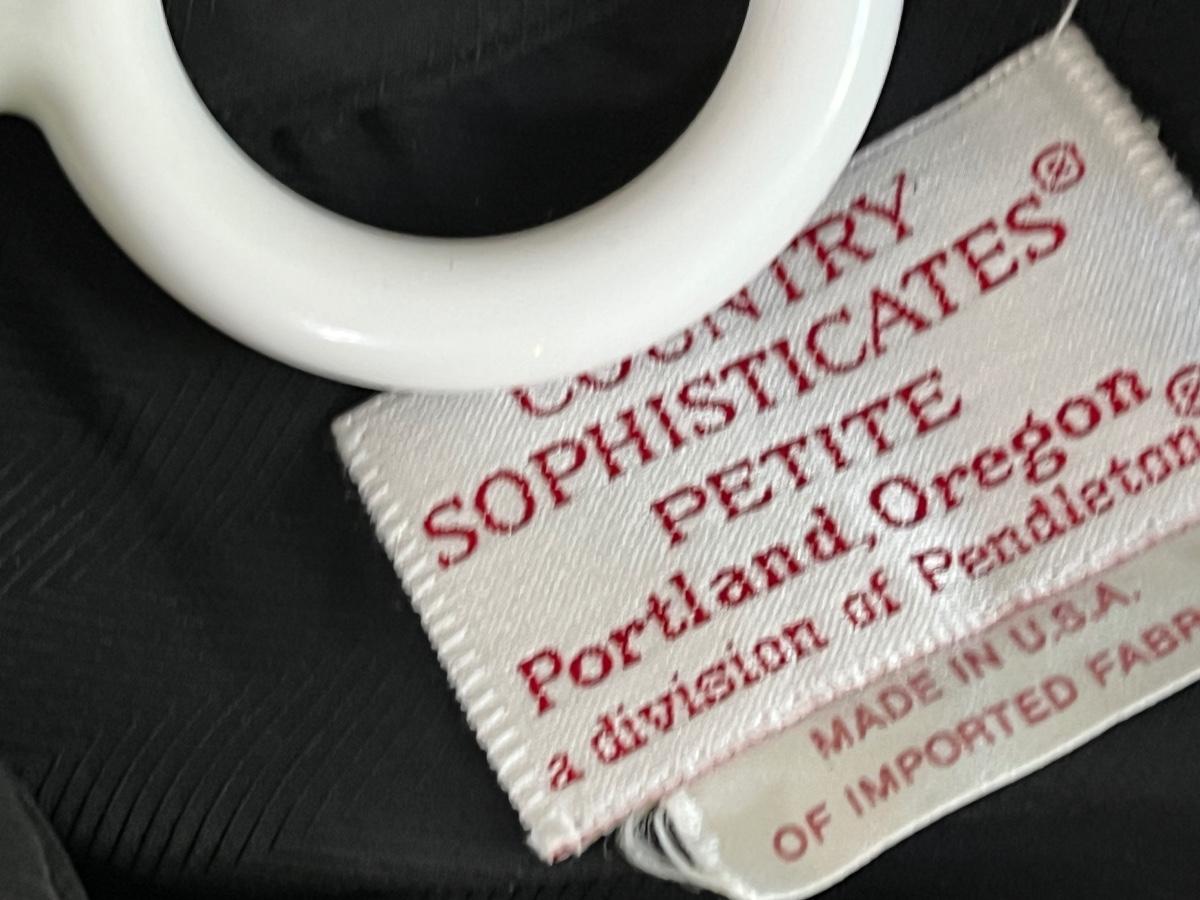 COUNTRY
SOPHISTICATES®
PETITE
Portland, Oregon ®
a division of Pendleton®
MADE IN U.S.A.
OF IMPORTED FABR